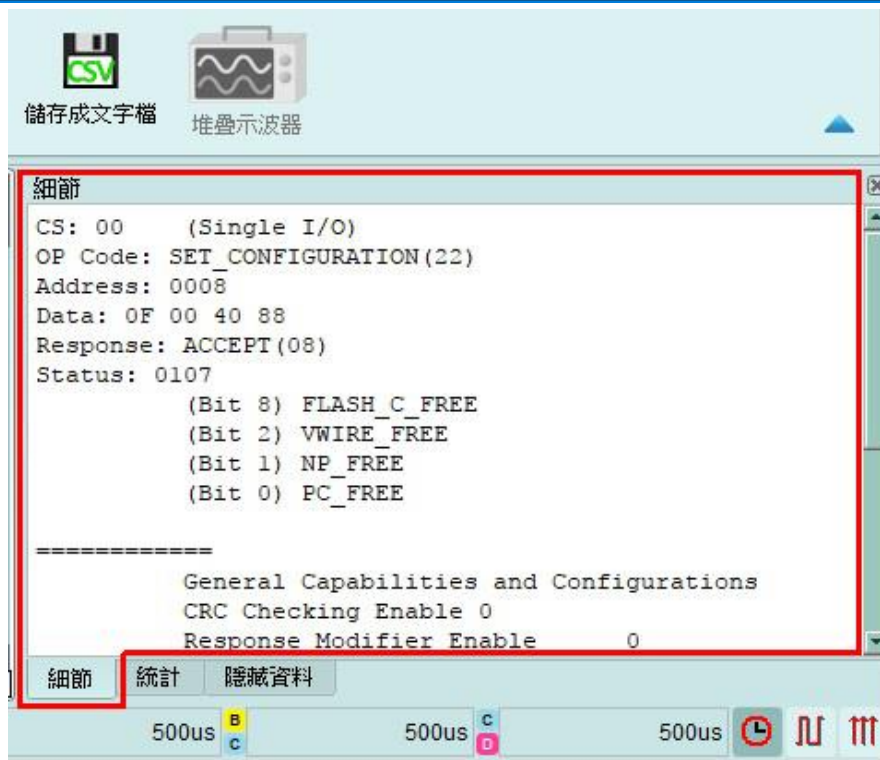 CSV
儲存成文字檔
堆疊示波器
細節
CS: 00 (Single I/O)
OP Code: SET_CONFIGURATION(22)
Address: 0008
Data: 0F 00 40 88
Response: ACCEPT(08)
Status: 0107
(Bit 8) FLASH_C_FREE
(Bit 2) VWIRE_FREE
(Bit 1) NP_FREE
(Bit 0) PC_FREE
============
General Capabilities and Configurations
CRC Checking Enable 0
Response Modifier Enable 0
細節 統計 隱藏資料
500us B C 500us C D 500us